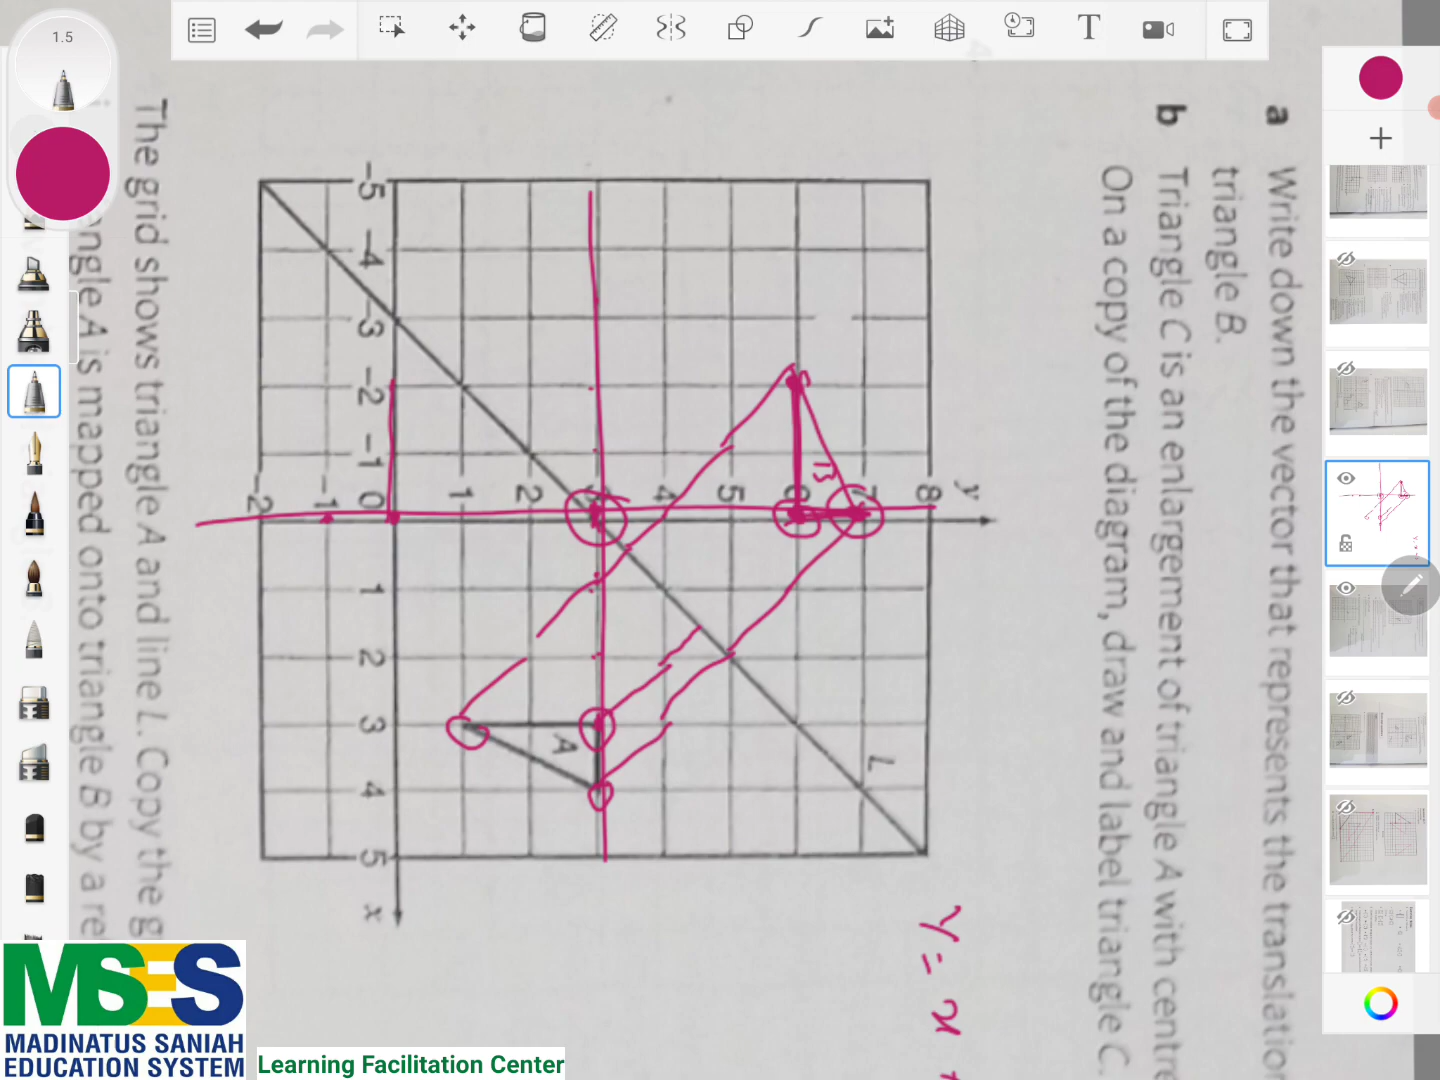 1.5
a Write down the vector that represents the
triangle B.
b Triangle C is an enlargement of triangle A with centre
On a copy of the diagram, draw and label triangle C.
y
8
7
6
5
4
3
2
1
0
-1
-2
-5 -4 -3 -2 -1 1 2 3 4 5 x
L
A
B
y = x
The grid shows triangle A and line L. Copy the
angle A is mapped onto triangle B by a
MSES
MADINATUS SANIAH
EDUCATION SYSTEM
Learning Facilitation Center
T